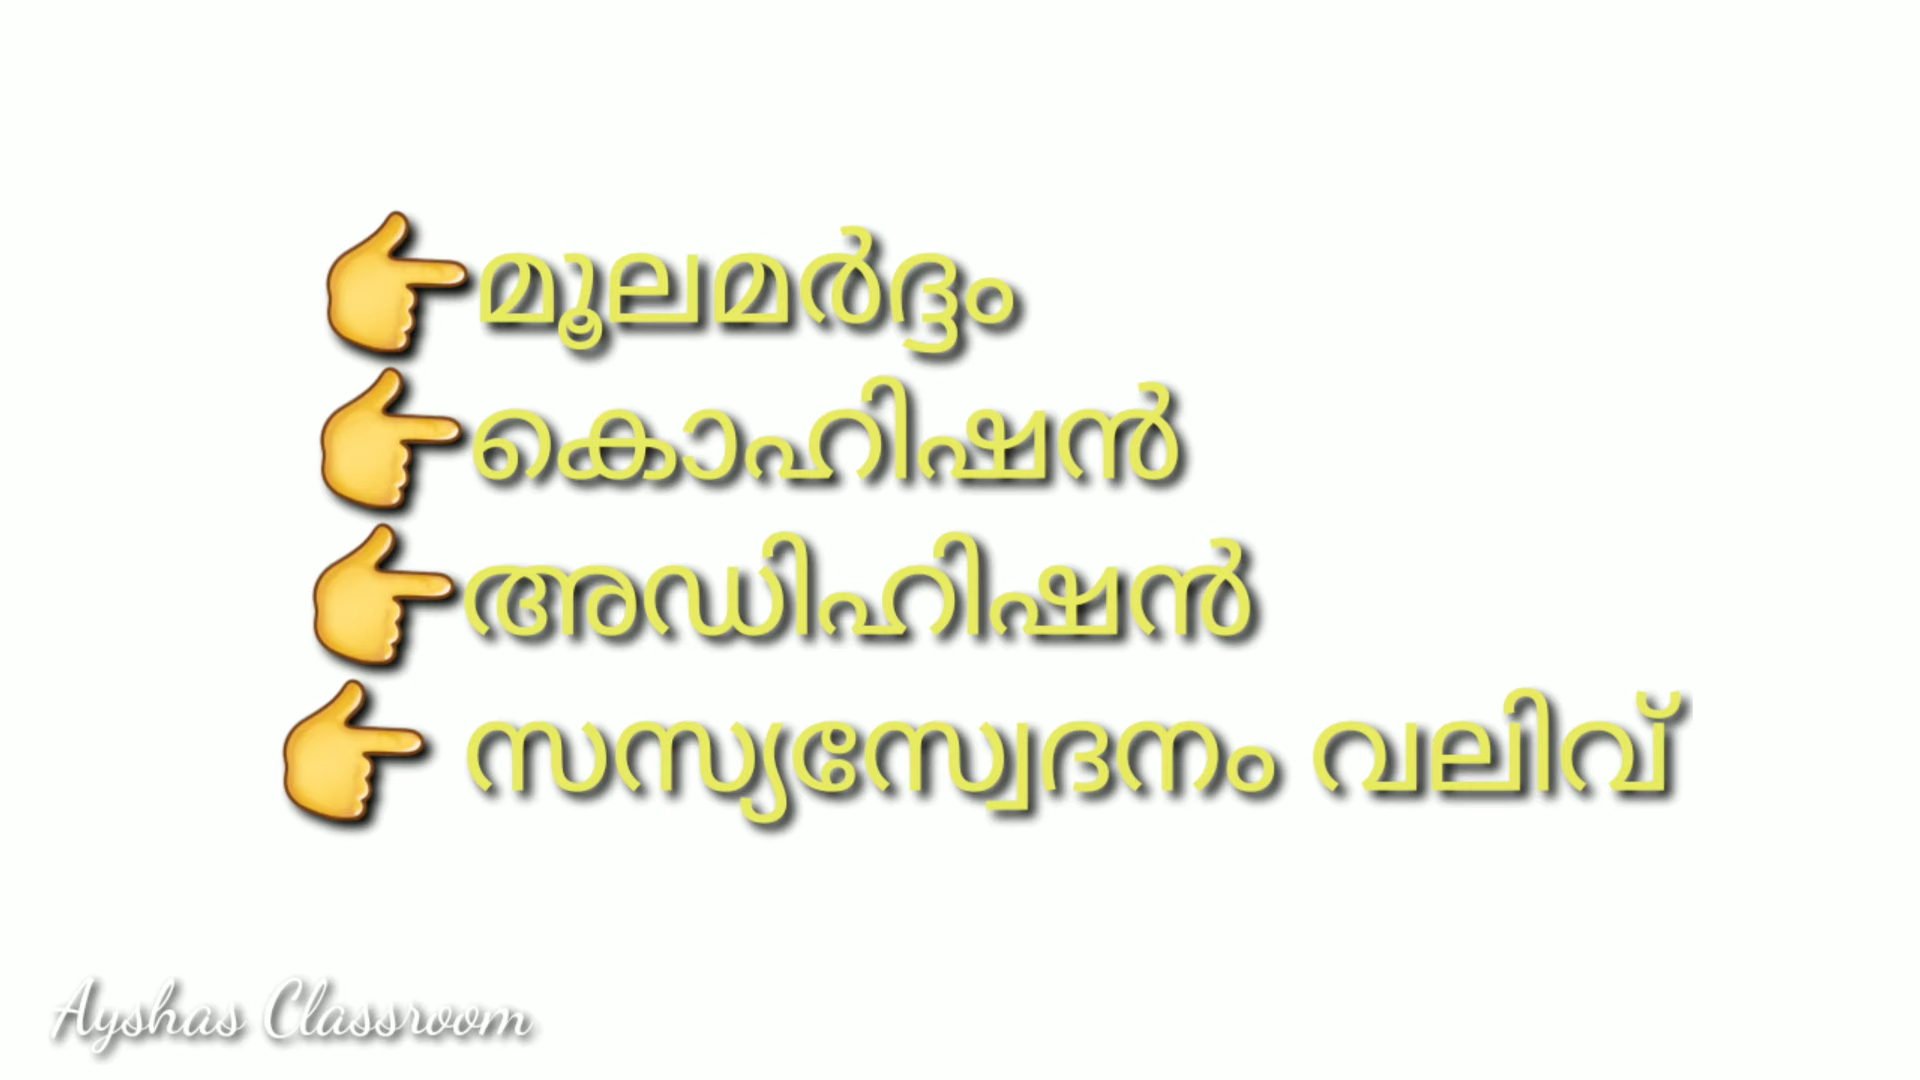 👉മൂലമർദ്ദം
👉കൊഹിഷൻ
👉അഡിഹിഷൻ
👉 സസ്യസ്വേദനം വലിവ്
Ayshas Classroom